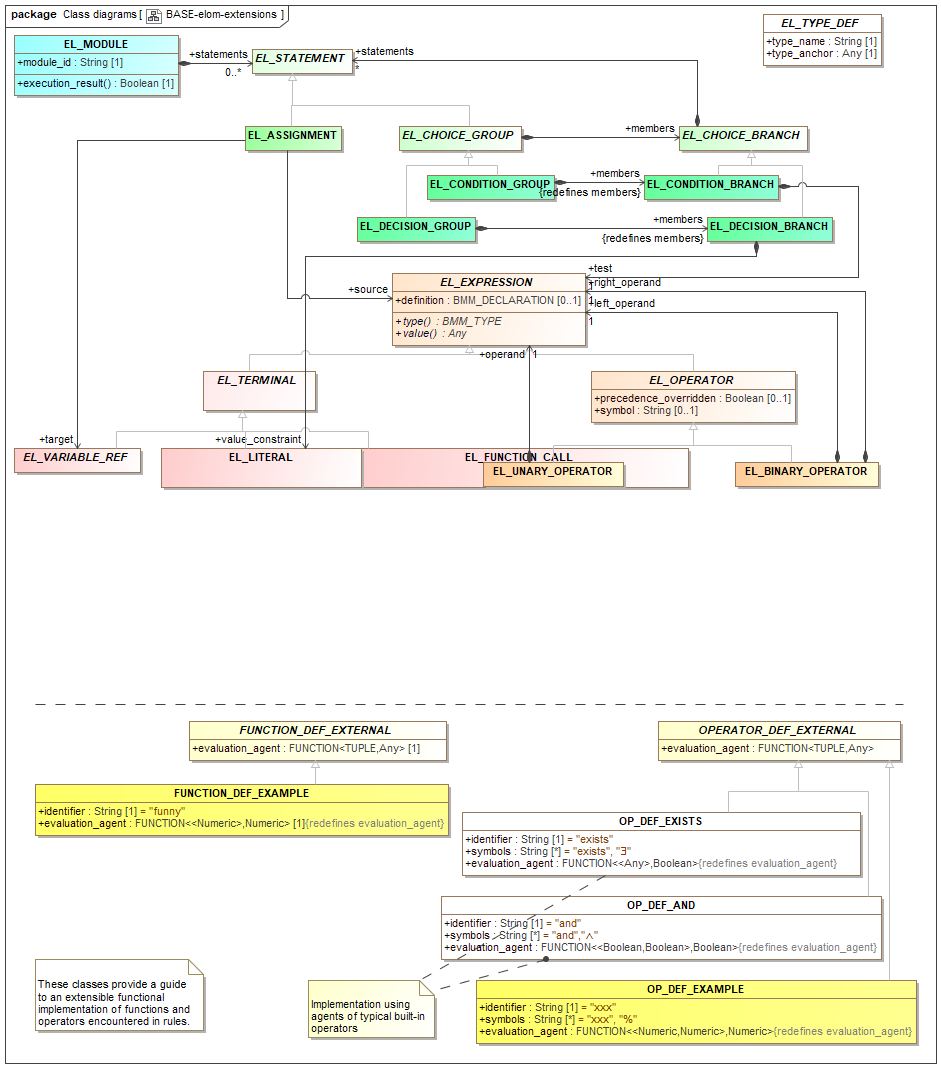 package Class diagrams [ BASE-elom-extensions ]
EL_TYPE_DEF
+type_name : String [1]
+type_anchor : Any [1]
EL_MODULE
+module_id : String [1]
+execution_result() : Boolean [1]
+statements
0..*
EL_STATEMENT
+statements
*
EL_ASSIGNMENT
EL_CHOICE_GROUP
+members
EL_CHOICE_BRANCH
EL_CONDITION_GROUP
+members
{redefines members}
EL_CONDITION_BRANCH
EL_DECISION_GROUP
+members
{redefines members}
EL_DECISION_BRANCH
+test
1
+right_operand
1
+left_operand
1
+source
EL_EXPRESSION
+definition : BMM_DECLARATION [0..1]
+type() : BMM_TYPE
+value() : Any
+operand
1
EL_TERMINAL
EL_OPERATOR
+precedence_overridden : Boolean [0..1]
+symbol : String [0..1]
+target
+value_constraint
EL_VARIABLE_REF
EL_LITERAL
EL_FUNCTION_CALL
EL_UNARY_OPERATOR
EL_BINARY_OPERATOR
FUNCTION_DEF_EXTERNAL
+evaluation_agent : FUNCTION<TUPLE,Any> [1]
OPERATOR_DEF_EXTERNAL
+evaluation_agent : FUNCTION<TUPLE,Any>
FUNCTION_DEF_EXAMPLE
+identifier : String [1] = "funny"
+evaluation_agent : FUNCTION<<Numeric>,Numeric> [1]{redefines evaluation_agent}
OP_DEF_EXISTS
+identifier : String [1] = "exists"
+symbols : String [*] = "exists", "∃"
+evaluation_agent : FUNCTION<<Any>,Boolean>{redefines evaluation_agent}
OP_DEF_AND
+identifier : String [1] = "and"
+symbols : String [*] = "and","∧"
+evaluation_agent : FUNCTION<<Boolean,Boolean>,Boolean>{redefines evaluation_agent}
These classes provide a guide
to an extensible functional
implementation of functions and
operators encountered in rules.
Implementation using
agents of typical built-in
operators
OP_DEF_EXAMPLE
+identifier : String [1] = "xxx"
+symbols : String [*] = "xxx", "%"
+evaluation_agent : FUNCTION<<Numeric,Numeric>,Numeric>{redefines evaluation_agent}